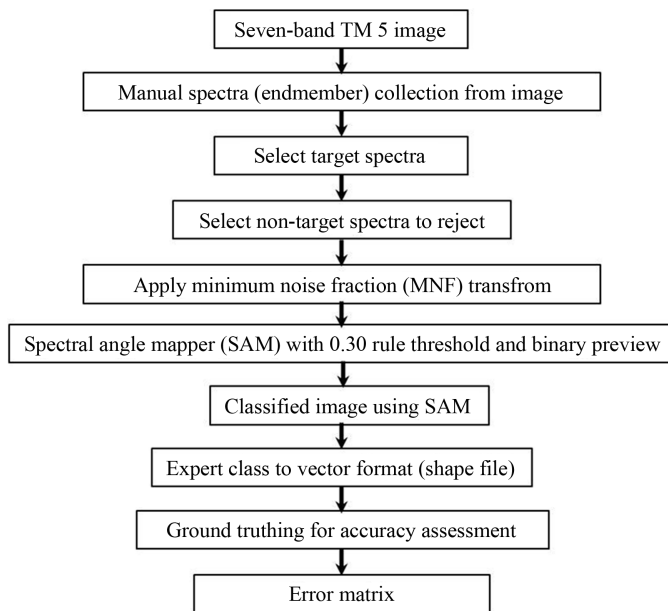 Seven-band TM 5 image
Manual spectra (endmember) collection from image
Select target spectra
Select non-target spectra to reject
Apply minimum noise fraction (MNF) transfrom
Spectral angle mapper (SAM) with 0.30 rule threshold and binary preview
Classified image using SAM
Expert class to vector format (shape file)
Ground truthing for accuracy assessment
Error matrix